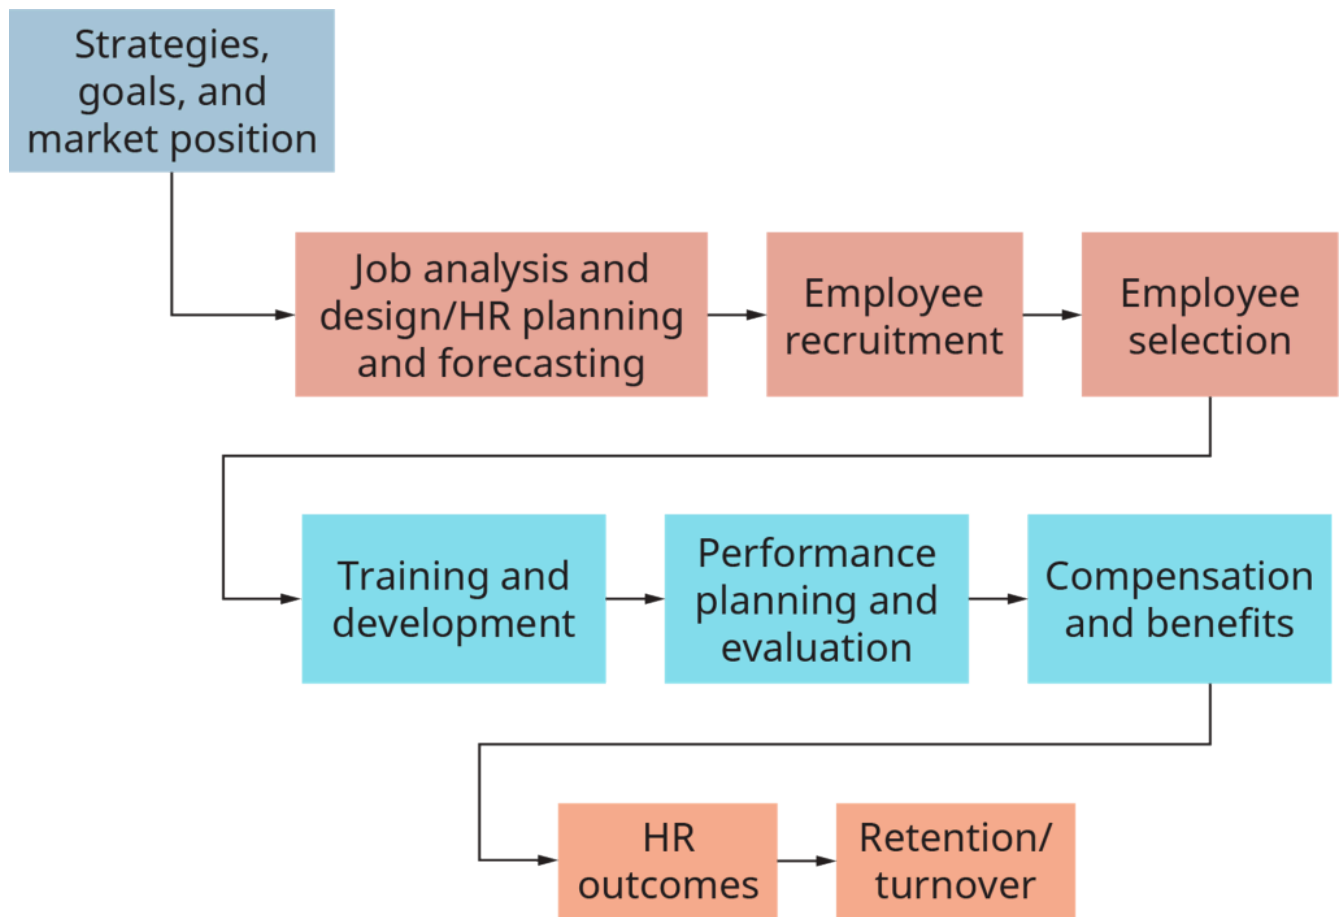 Strategies,
goals, and
market position
Job analysis and
design/HR planning
and forecasting
Employee
recruitment
Employee
selection
Training and
development
Performance
planning and
evaluation
Compensation
and benefits
HR
outcomes
Retention/
turnover